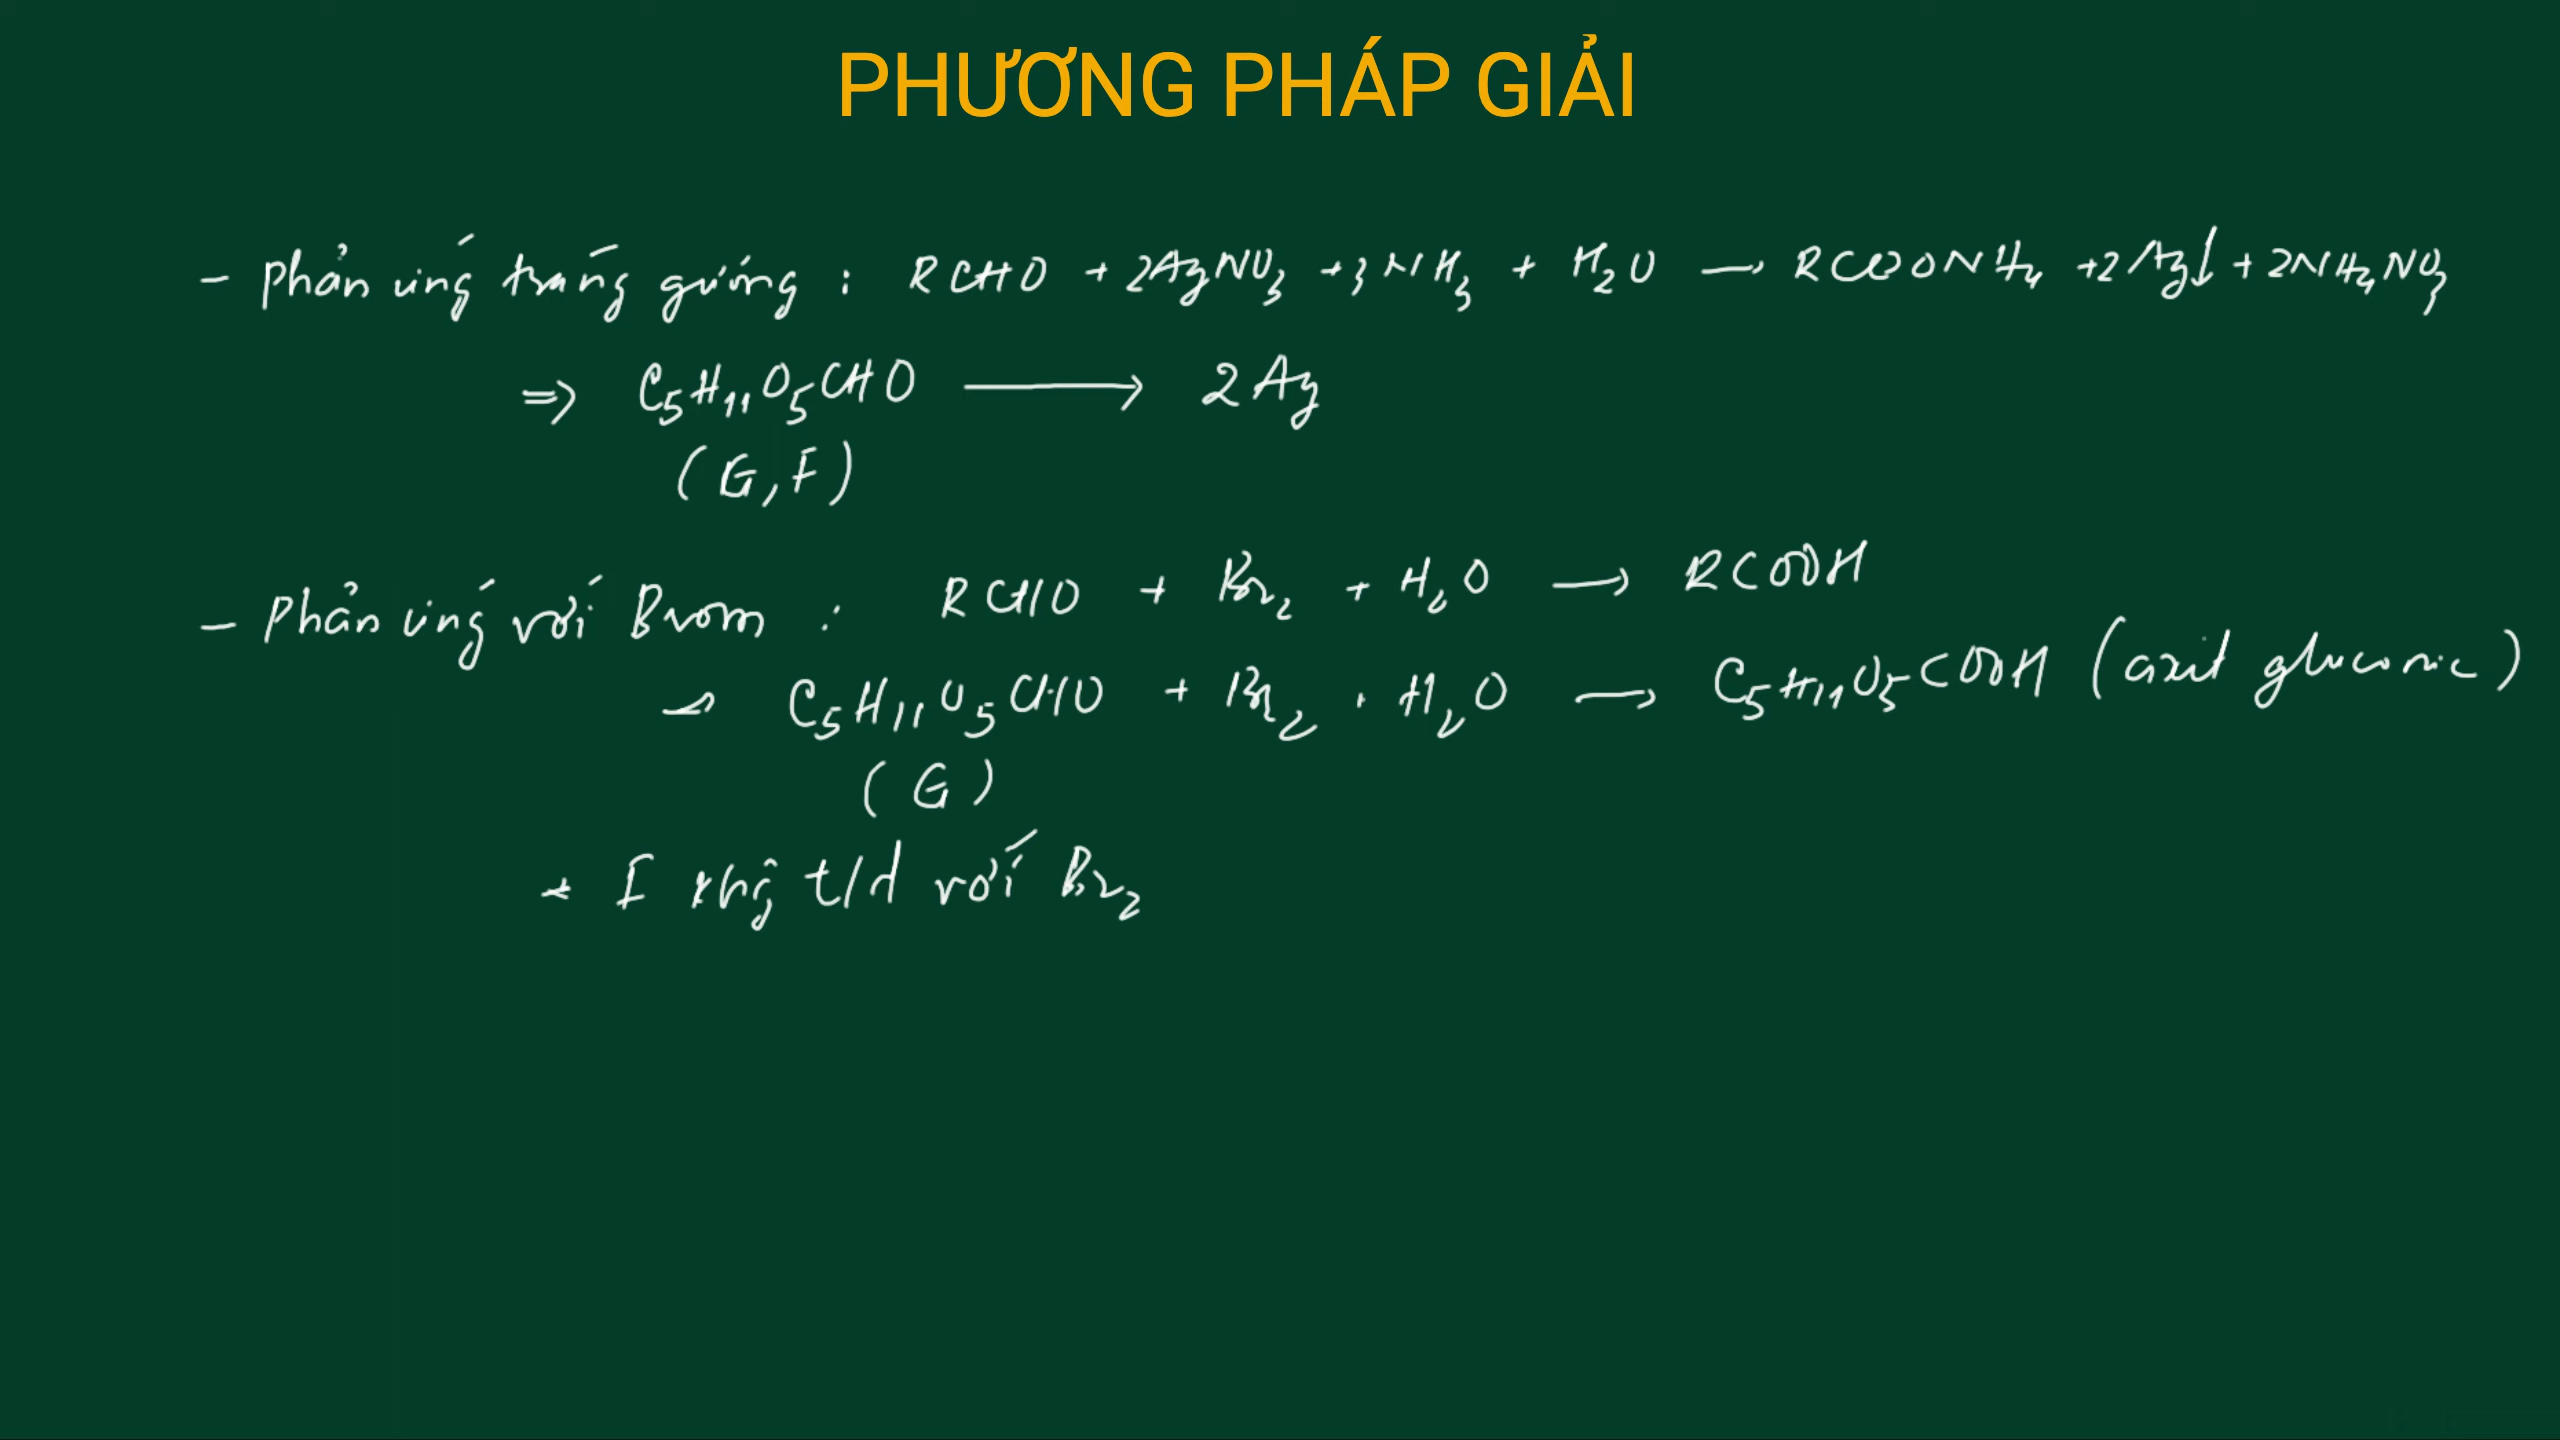 PHƯƠNG PHÁP GIẢI
- Phản ứng tráng gương : RCHO + 2AgNO3 + 3NH3 + H2O → RCOONH4 + 2Ag↓ + 2NH4NO3
⇒ C5H11O5CHO → 2Ag
(G, F)
- Phản ứng với Brom : RCHO + Br2 + H2O → RCOOH
→ C5H11O5CHO + Br2 + H2O → C5H11O5COOH (axit gluconic)
(G)
+ F khg t/d với Br2